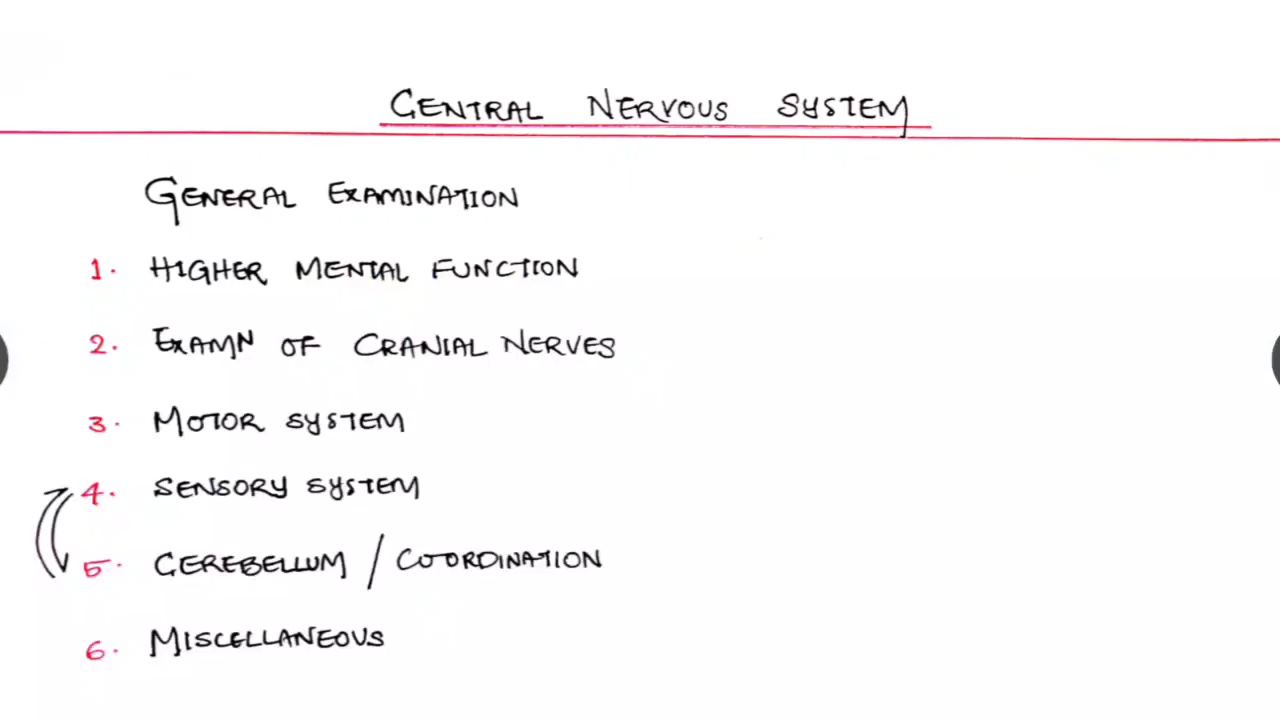 CENTRAL NERVOUS SYSTEM
GENERAL EXAMINATION
1. HIGHER MENTAL FUNCTION
2. EXAMN OF CRANIAL NERVES
3. MOTOR SYSTEM
4. SENSORY SYSTEM
5. CEREBELLUM / COORDINATION
6. MISCELLANEOUS